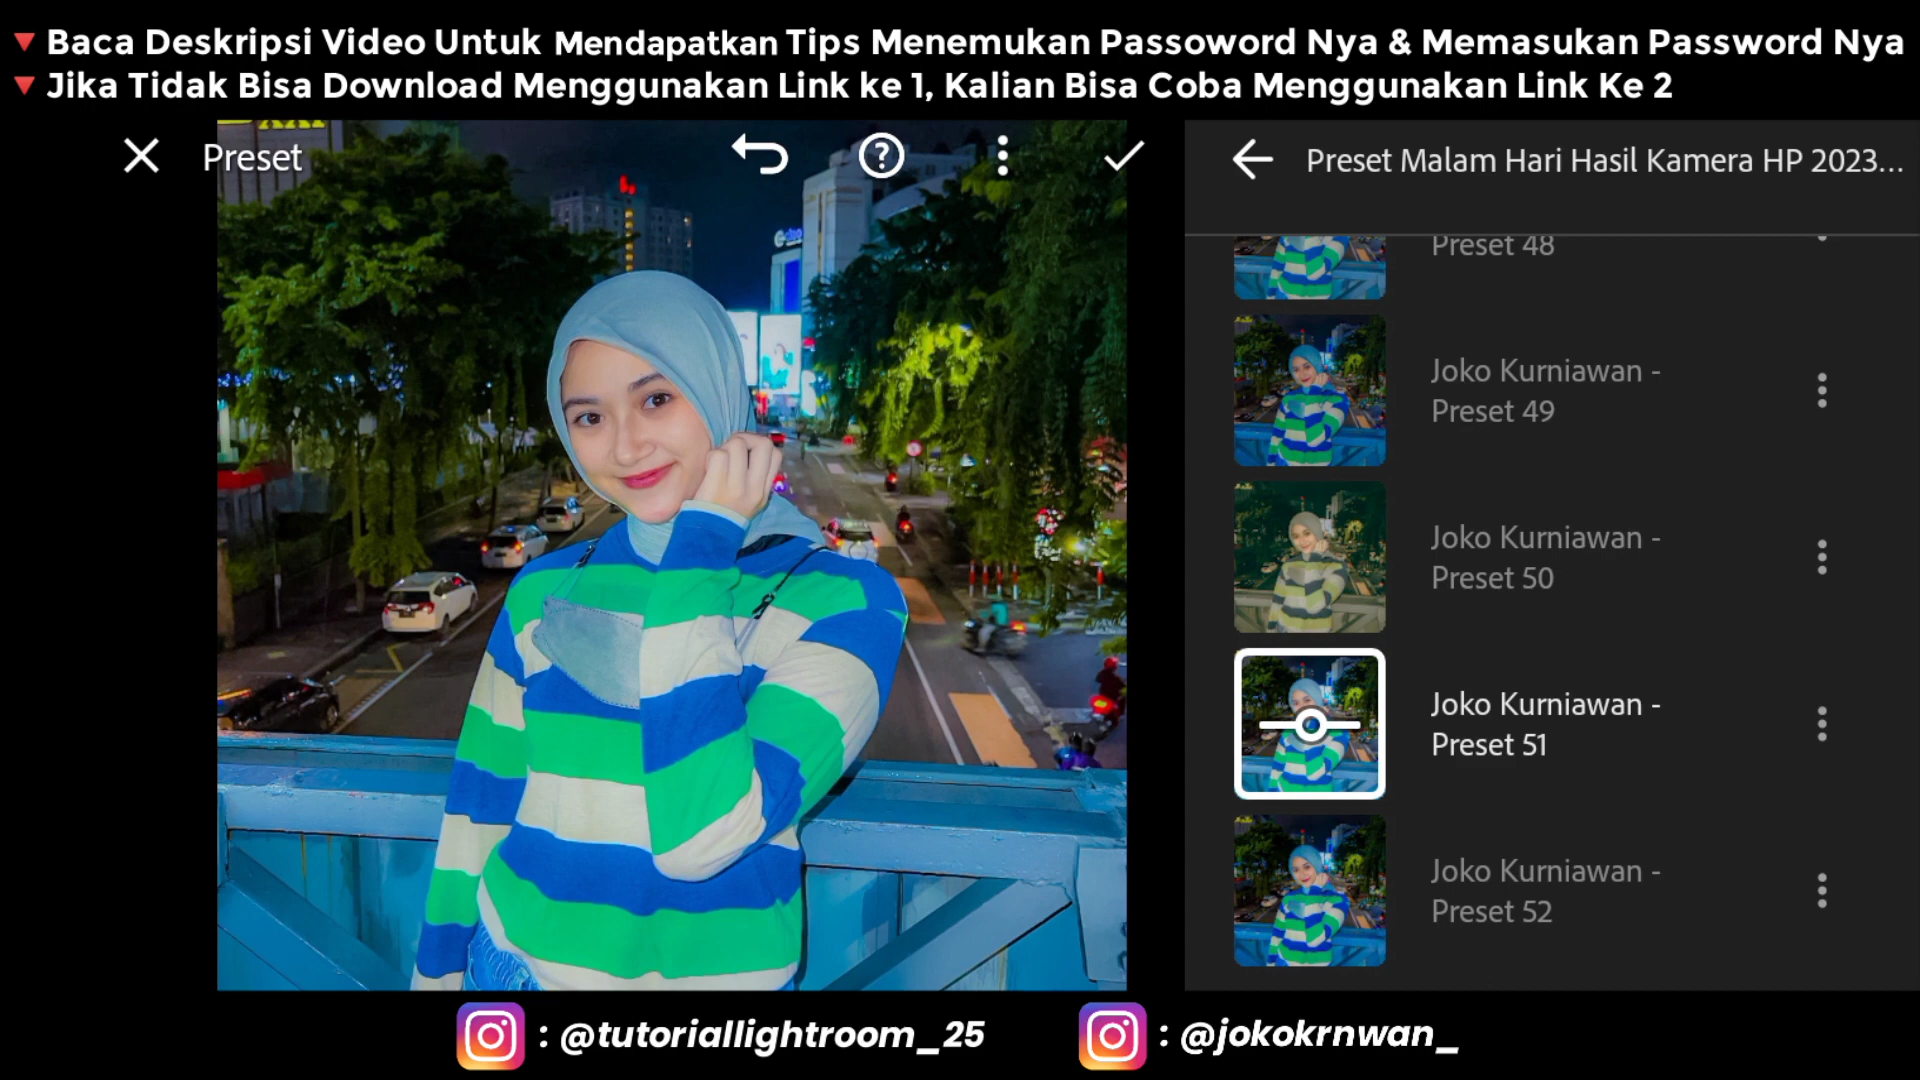 Baca Deskripsi Video Untuk Mendapatkan Tips Menemukan Passoword Nya & Memasukan Password Nya
Jika Tidak Bisa Download Menggunakan Link ke 1, Kalian Bisa Coba Menggunakan Link Ke 2
Preset
Preset Malam Hari Hasil Kamera HP 2023...
Preset 48
Joko Kurniawan -
Preset 49
Joko Kurniawan -
Preset 50
Joko Kurniawan -
Preset 51
Joko Kurniawan -
Preset 52
: @tutoriallightroom_25
: @jokokrnwan_